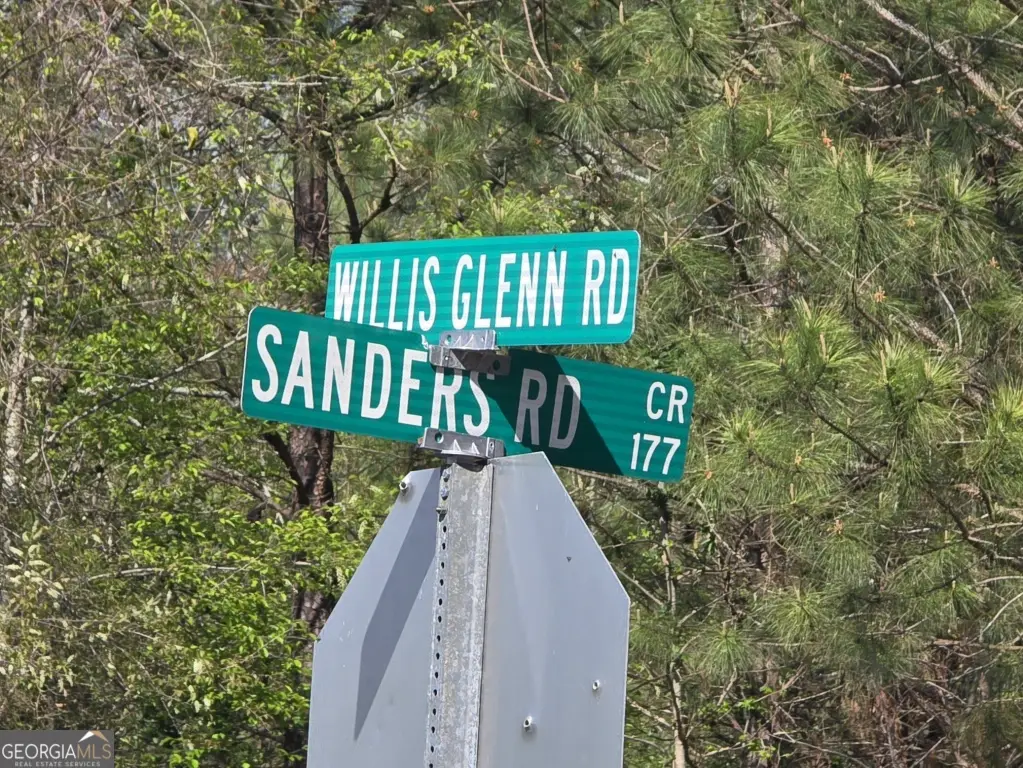 WILLIS GLENN RD
SANDERS RD CR 177
GEORGIAMLS
REAL ESTATE SERVICES